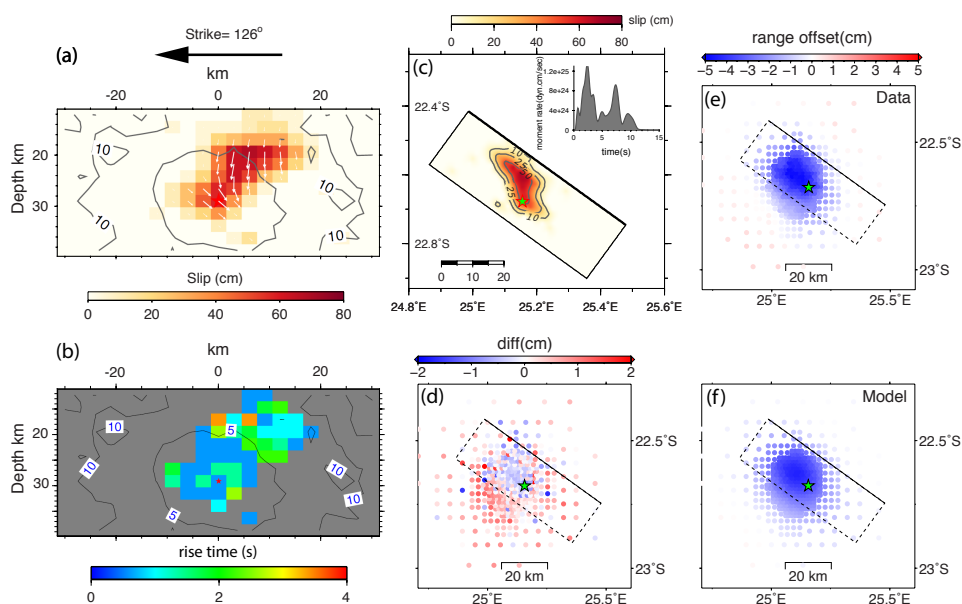 (a)
Strike= 126°
km
-20 0 20
Depth km
20
30
10
10
10
10
Slip (cm)
0 20 40 60 80
(b)
km
-20 0 20
Depth km
20
30
40
10
10
5
5
10
10
rise time (s)
0 2 4
slip (cm)
0 20 40 60 80
(c)
moment rate(dyn.cm/sec)
1.2e+25
8e+24
4e+24
0
0 5 10 15
time(s)
22.4°S
22.8°S
10
25
50
25
10
0 10 20
24.8°E 25°E 25.2°E 25.4°E 25.6°E
diff(cm)
−2 −1 0 1 2
(d)
22.5°S
23°S
20 km
25°E 25.5°E
range offset(cm)
−5 −4 −3 −2 −1 0 1 2 3 4 5
(e)
Data
22.5°S
23°S
20 km
25°E 25.5°E
(f)
Model
22.5°S
23°S
20 km
25°E 25.5°E